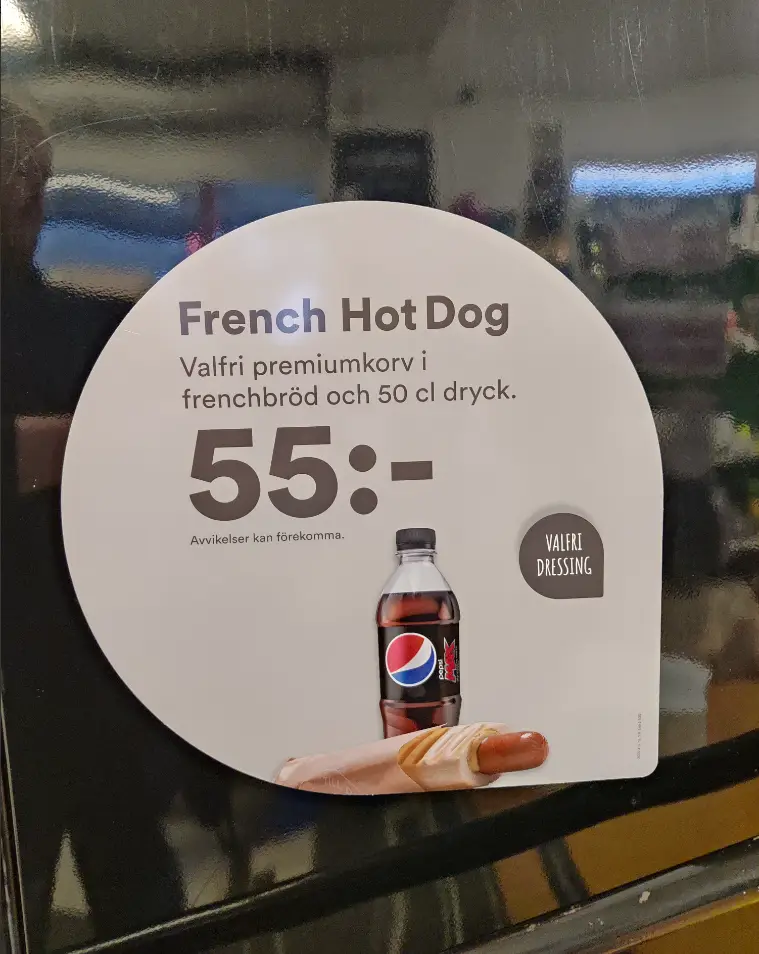 French Hot Dog
Valfri premiumkorv i
frenchbröd och 50 cl dryck.
55:-
Avvikelser kan förekomma.
VALFRI
DRESSING
pepsi
MAX